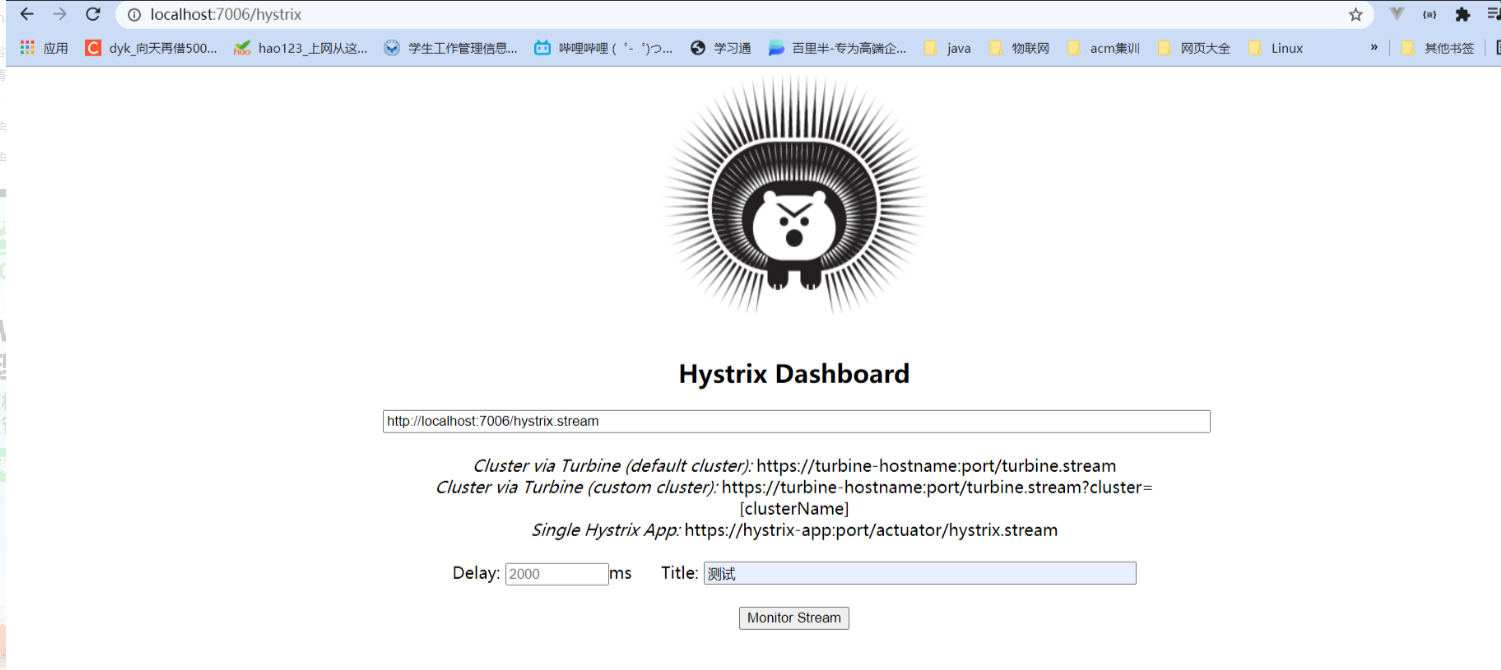 localhost:7006/hystrix
应用 dyk_向天再借500... hao123_上网从这... 学生工作管理信息... 哔哩哔哩 ( ゜- ゜)つ... 学习通 百里半-专为高端企... java 物联网 acm集训 网页大全 Linux » 其他书签
Hystrix Dashboard
http://localhost:7006/hystrix.stream
Cluster via Turbine (default cluster): https://turbine-hostname:port/turbine.stream
Cluster via Turbine (custom cluster): https://turbine-hostname:port/turbine.stream?cluster=
[clusterName]
Single Hystrix App: https://hystrix-app:port/actuator/hystrix.stream
Delay: 2000 ms Title: 测试
Monitor Stream